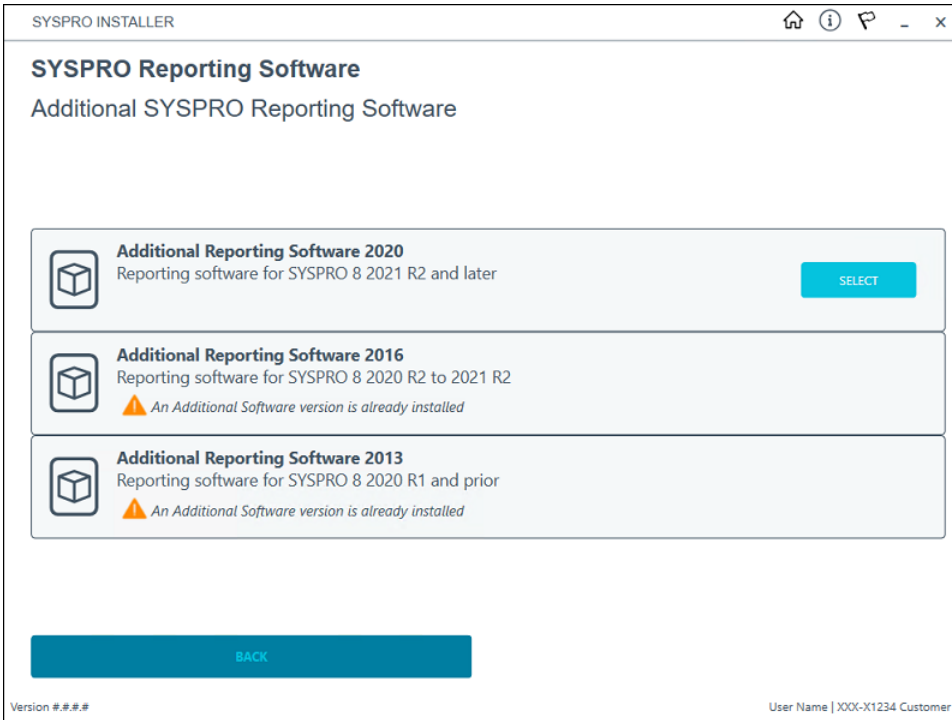 SYSPRO INSTALLER
SYSPRO Reporting Software
Additional SYSPRO Reporting Software
Additional Reporting Software 2020
Reporting software for SYSPRO 8 2021 R2 and later
SELECT
Additional Reporting Software 2016
Reporting software for SYSPRO 8 2020 R2 to 2021 R2
An Additional Software version is already installed
Additional Reporting Software 2013
Reporting software for SYSPRO 8 2020 R1 and prior
An Additional Software version is already installed
BACK
Version #.#.#.#
User Name | XXX-X1234 Customer